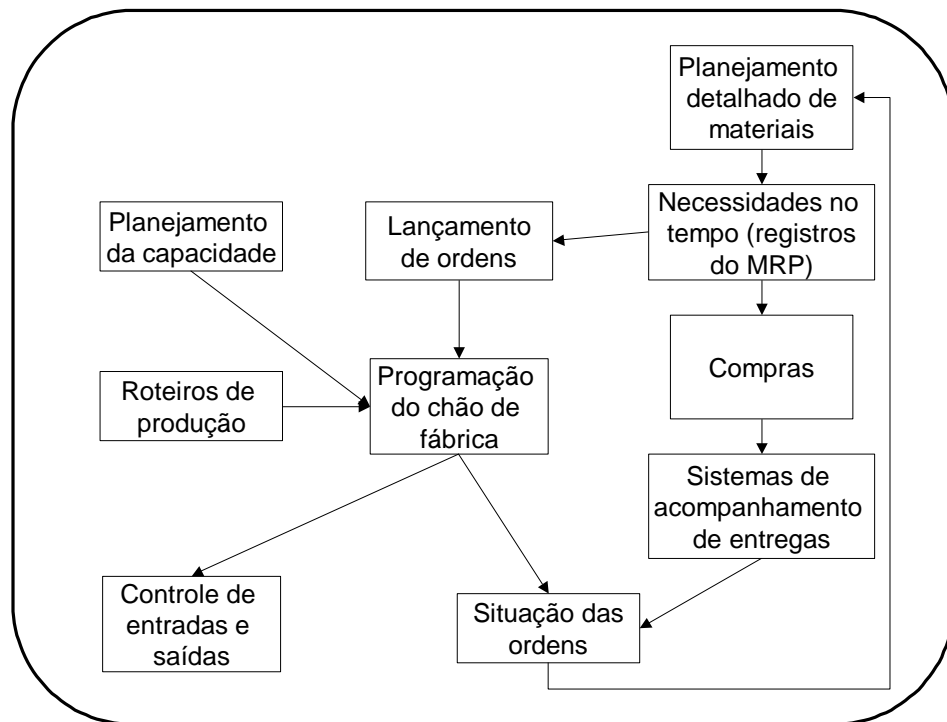 Planejamento
detalhado de
materiais
Planejamento
da capacidade
Lançamento
de ordens
Necessidades no
tempo (registros
do MRP)
Compras
Roteiros de
produção
Programação
do chão de
fábrica
Sistemas de
acompanhamento
de entregas
Controle de
entradas e
saídas
Situação das
ordens